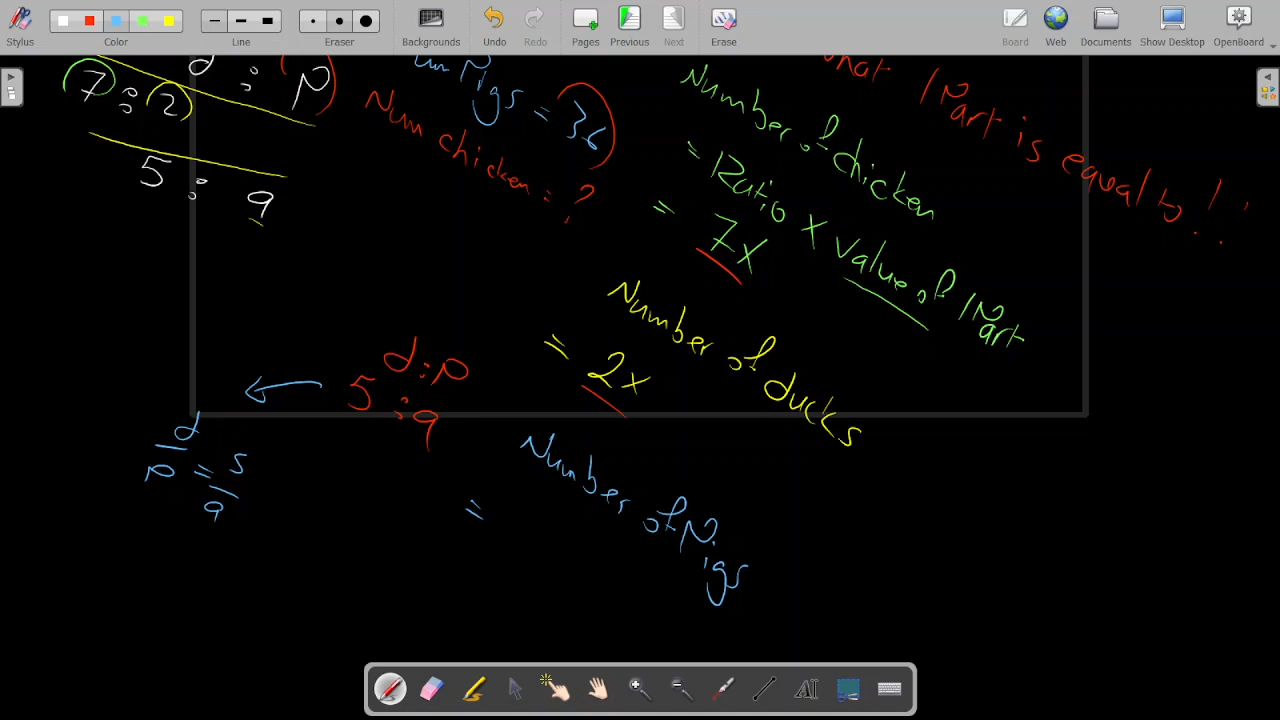 Stylus Color Line Eraser Backgrounds Undo Redo Pages Previous Next Erase Board Web Documents Show Desktop OpenBoard
d : p
7 : 2
5 : 9
Pigs = 36
Num chicken = ?
Number of chicken
= Ratio x value of 1 Part
= 7x
1 Part is equal to !
Number of ducks
= 2x
d : p
5 : 9
d/p = 5/9
Number of Pigs
=